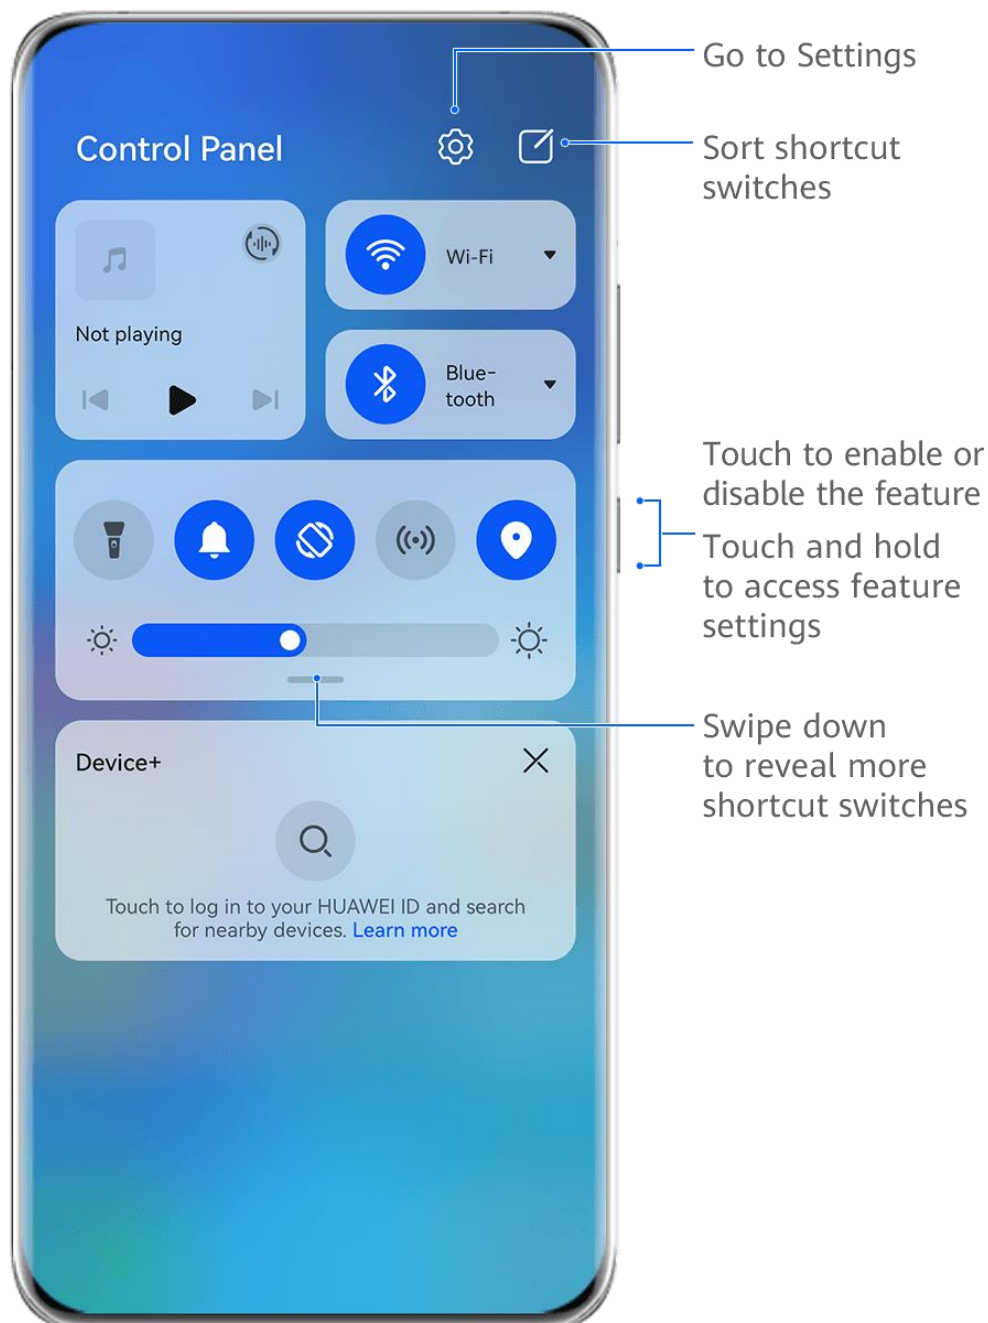 Go to Settings
Control Panel
Sort shortcut
switches
Wi-Fi
Not playing
Blue-
tooth
Touch to enable or
disable the feature
Touch and hold
to access feature
settings
Swipe down
to reveal more
shortcut switches
Device+
Touch to log in to your HUAWEI ID and search
for nearby devices. Learn more